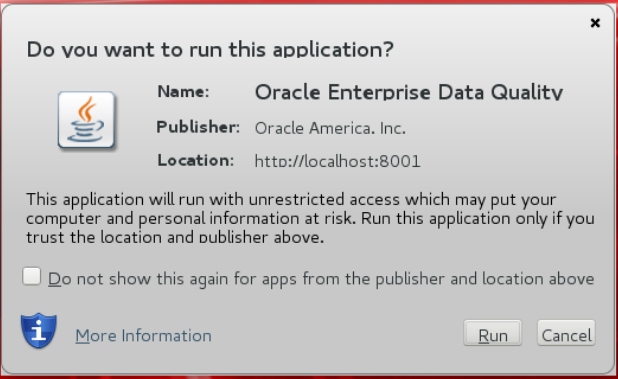 Do you want to run this application?
Name: Oracle Enterprise Data Quality
Publisher: Oracle America, Inc.
Location: http://localhost:8001
This application will run with unrestricted access which may put your
computer and personal information at risk. Run this application only if you
trust the location and publisher above.
Do not show this again for apps from the publisher and location above
More Information Run Cancel